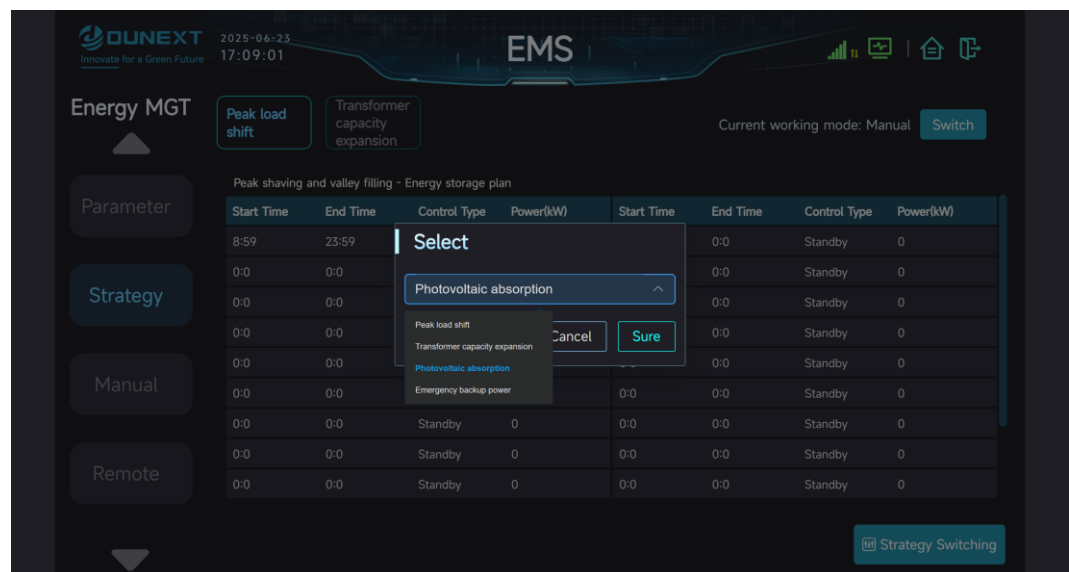 DUNEXT
Innovate for a Green Future
2025-06-23
17:09:01
EMS
Energy MGT
Peak load
shift
Transformer
capacity
expansion
Current working mode: Manual
Switch
Parameter
Strategy
Manual
Remote
Peak shaving and valley filling - Energy storage plan
Start Time End Time Control Type Power(kW) Start Time End Time Control Type Power(kW)
8:59 23:59 0:0 Standby 0
0:0 0:0 0:0 Standby 0
0:0 0:0 0:0 Standby 0
0:0 0:0 0:0 Standby 0
0:0 0:0 0:0 Standby 0
0:0 0:0 0:0 0:0 Standby 0
0:0 0:0 Standby 0 0:0 0:0 Standby 0
0:0 0:0 Standby 0 0:0 0:0 Standby 0
0:0 0:0 Standby 0 0:0 0:0 Standby 0
Select
Photovoltaic absorption
Peak load shift
Transformer capacity expansion
Photovoltaic absorption
Emergency backup power
Cancel
Sure
Strategy Switching